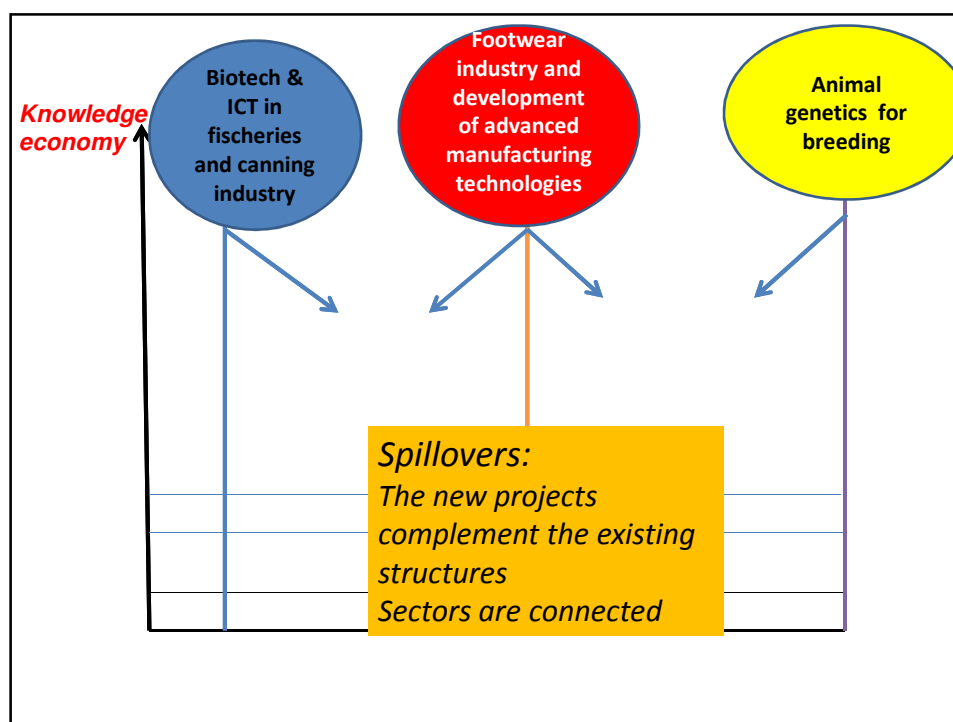 Knowledge
economy
Biotech &
ICT in
fischeries
and canning
industry
Footwear
industry and
development
of advanced
manufacturing
technologies
Animal
genetics for
breeding
Spillovers:
The new projects
complement the existing
structures
Sectors are connected